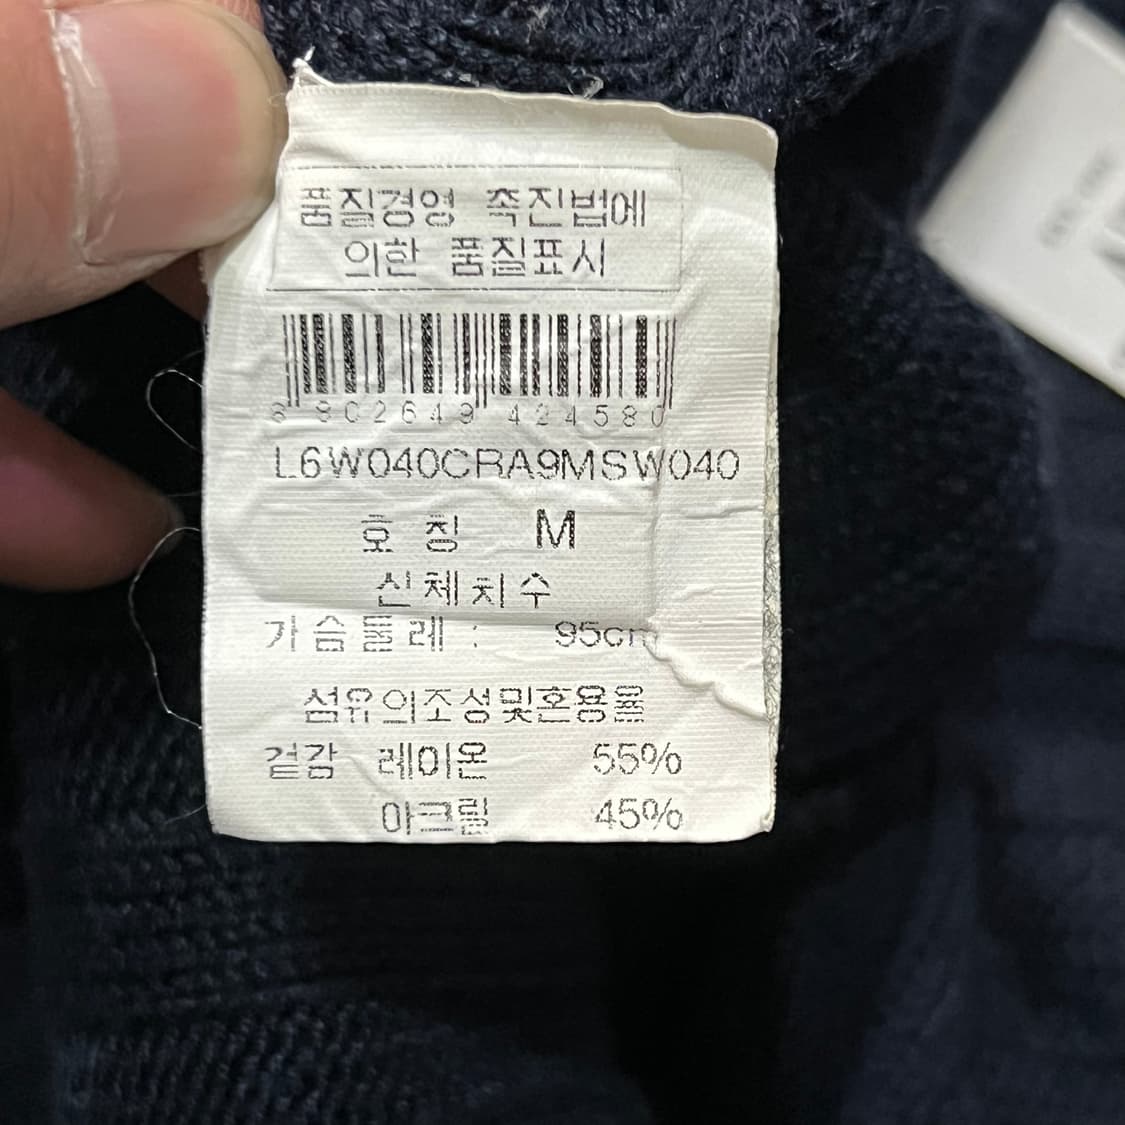 품질경영 촉진법에
의한 품질표시
8 802649 424580
L6W040CRA9MSW040
호 칭 M
신체치수
가슴둘레 : 95cm
섬유의조성및혼용율
겉감 레이온 55%
아크릴 45%